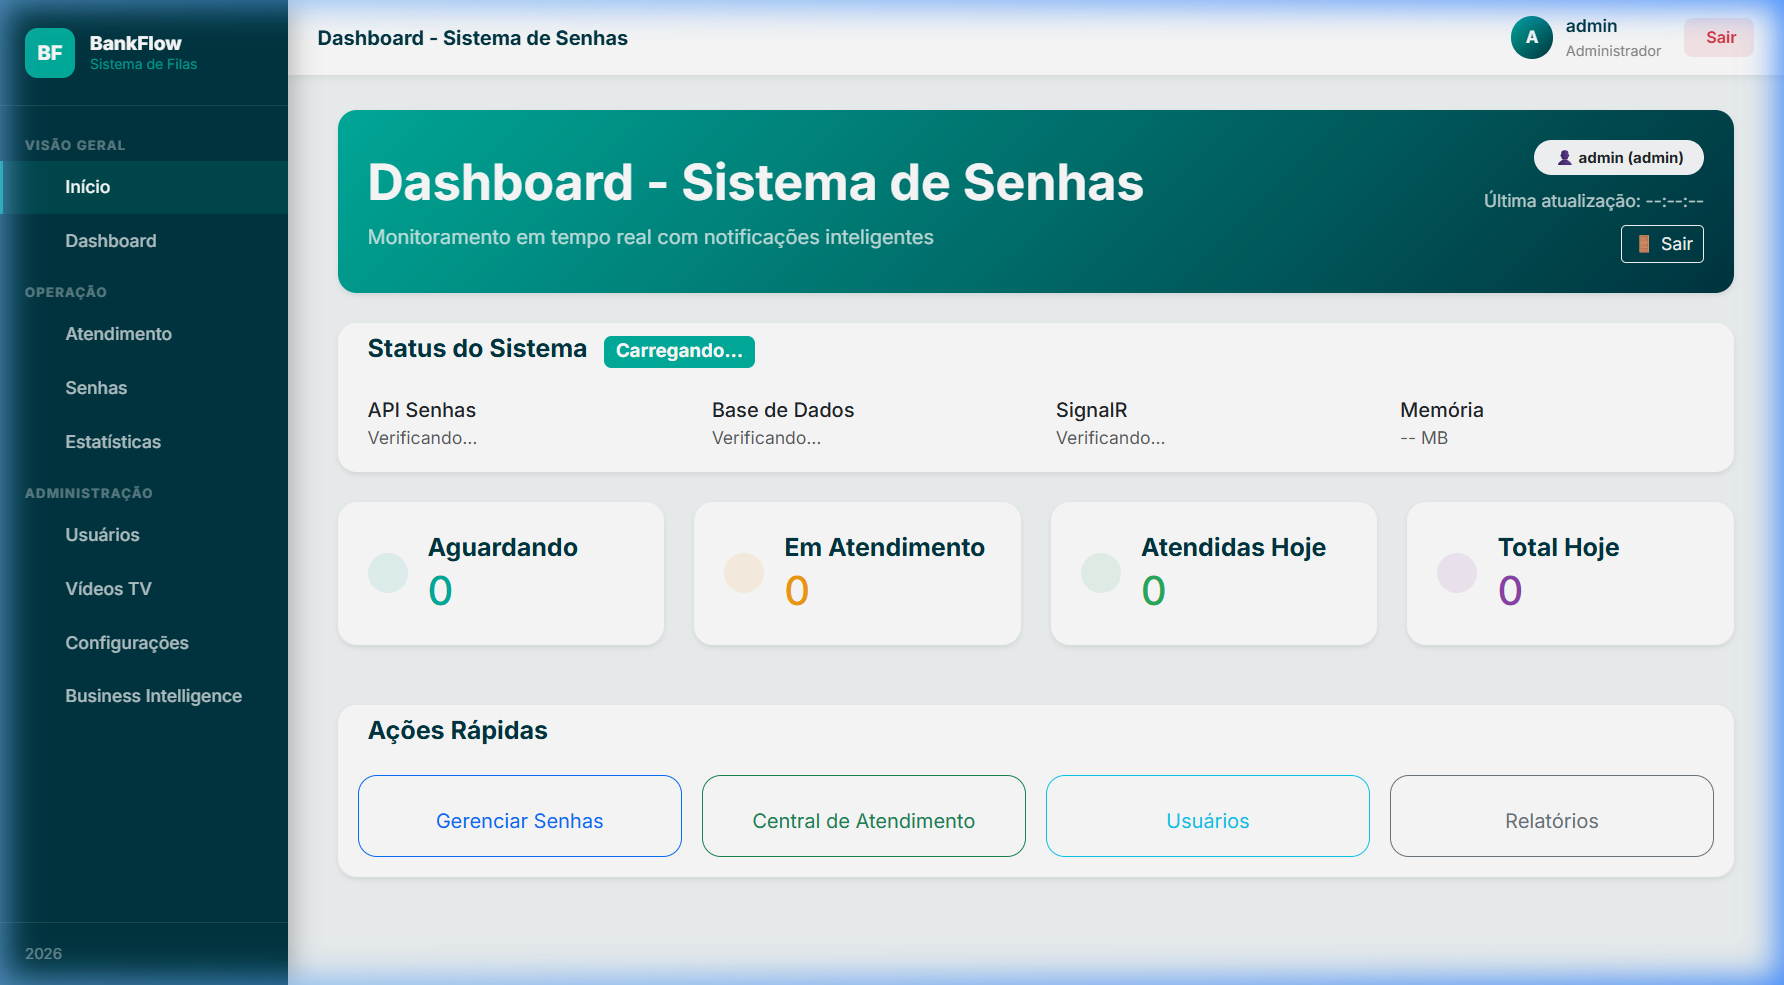 BF
BankFlow
Sistema de Filas
VISÃO GERAL
Início
Dashboard
OPERAÇÃO
Atendimento
Senhas
Estatísticas
ADMINISTRAÇÃO
Usuários
Vídeos TV
Configurações
Business Intelligence
2026
Dashboard - Sistema de Senhas
A
admin
Administrador
Sair
Dashboard - Sistema de Senhas
Monitoramento em tempo real com notificações inteligentes
admin (admin)
Última atualização: --:--:--
Sair
Status do Sistema
Carregando...
API Senhas
Verificando...
Base de Dados
Verificando...
SignalR
Verificando...
Memória
-- MB
Aguardando
0
Em Atendimento
0
Atendidas Hoje
0
Total Hoje
0
Ações Rápidas
Gerenciar Senhas
Central de Atendimento
Usuários
Relatórios